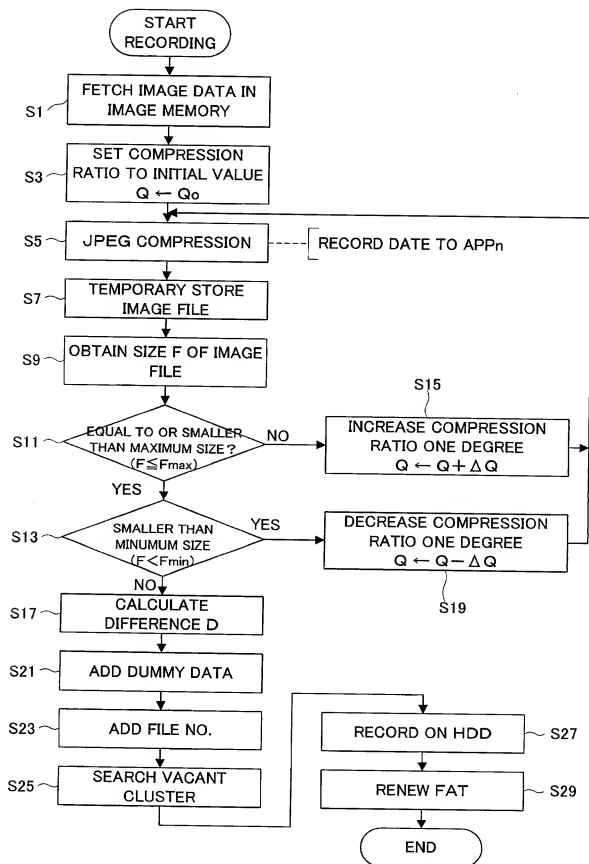 START
RECORDING
S1
FETCH IMAGE DATA IN
IMAGE MEMORY
S3
SET COMPRESSION
RATIO TO INITIAL VALUE
Q ← Q0
S5
JPEG COMPRESSION
RECORD DATE TO APPn
S7
TEMPORARY STORE
IMAGE FILE
S9
OBTAIN SIZE F OF IMAGE
FILE
S11
EQUAL TO OR SMALLER
THAN MAXIMUM SIZE?
(F≦Fmax)
NO
S15
INCREASE COMPRESSION
RATIO ONE DEGREE
Q ← Q+ΔQ
YES
S13
SMALLER THAN
MINUMUM SIZE
(F<Fmin)
YES
DECREASE COMPRESSION
RATIO ONE DEGREE
Q ← Q−ΔQ
S19
NO
S17
CALCULATE
DIFFERENCE D
S21
ADD DUMMY DATA
S23
ADD FILE NO.
S25
SEARCH VACANT
CLUSTER
RECORD ON HDD
S27
RENEW FAT
S29
END